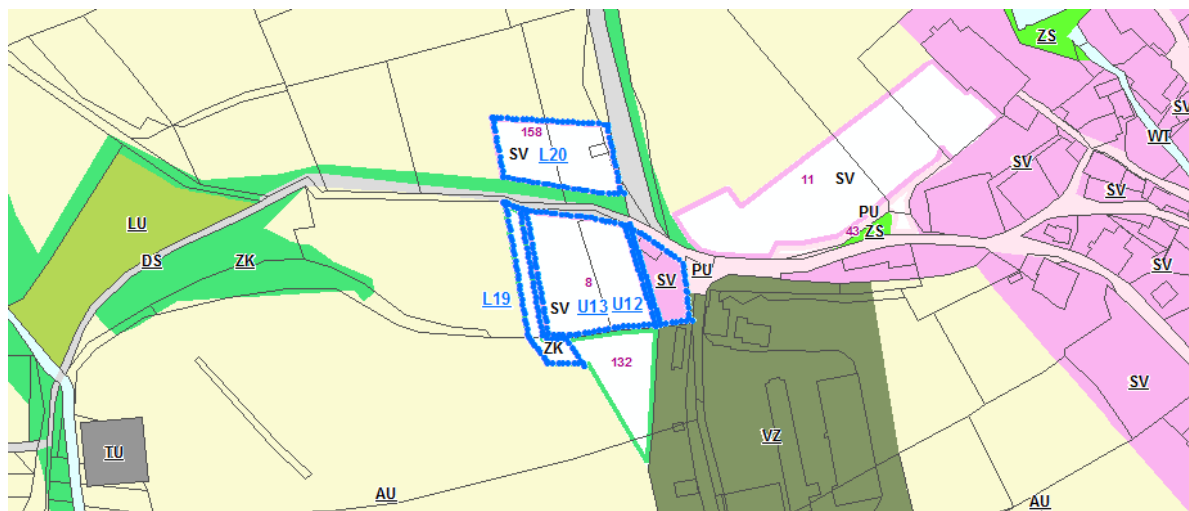 ZS
SV
158
WT
SV
L20
SV
11
SV
SV
PU
LU
43
ZS
DS
ZK
SV
PU
8
SV
L19
SV
U13
U12
ZK
132
SV
VZ
TU
AU
AU